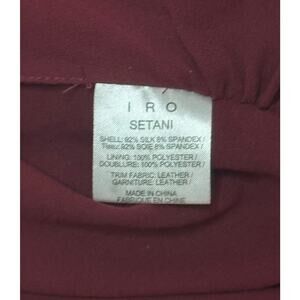 IRO
SETANI
SHELL: 92% SILK 8% SPANDEX /
TISSU: 92% SOIE 8% SPANDEX /
LINING: 100% POLYESTER /
DOUBLURE: 100% POLYESTER /
TRIM FABRIC: LEATHER /
GARNITURE: LEATHER /
MADE IN CHINA
FABRIQUE EN CHINE